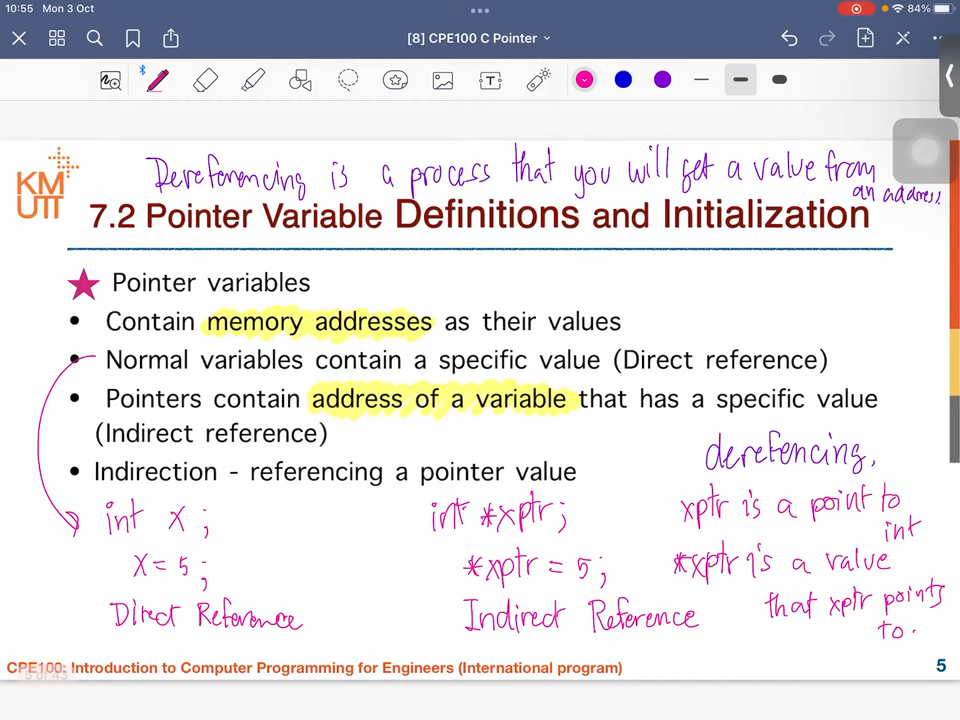 10:55 Mon 3 Oct
84%
[8] CPE100 C Pointer
T
KM
UTT
Dereferencing is a process that you will get a value from
an address.
7.2 Pointer Variable Definitions and Initialization
Pointer variables
• Contain memory addresses as their values
• Normal variables contain a specific value (Direct reference)
• Pointers contain address of a variable that has a specific value
(Indirect reference)
• Indirection - referencing a pointer value
derefencing,
int x ;
x = 5 ;
Direct Reference
int *xptr;
*xptr = 5 ;
Indirect Reference
xptr is a point to
int
*xptr is a value
that xptr points
to.
CPE100: Introduction to Computer Programming for Engineers (International program)
5
5 of 43